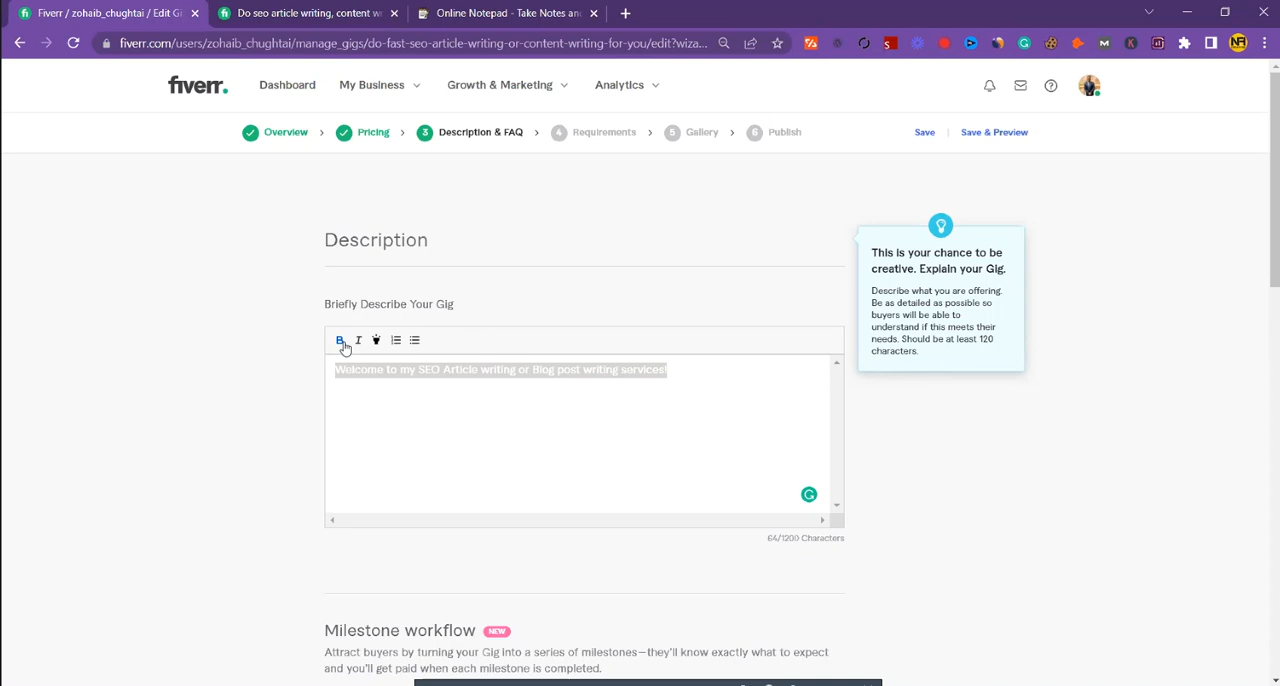 Fiverr / zohaib_chughtai / Edit Gi
Do seo article writing, content w
Online Notepad - Take Notes an
fiverr.com/users/zohaib_chughtai/manage_gigs/do-fast-seo-article-writing-or-content-writing-for-you/edit?wiza...
fiverr.
Dashboard
My Business
Growth & Marketing
Analytics
Overview
Pricing
3 Description & FAQ
4 Requirements
5 Gallery
6 Publish
Save
Save & Preview
Description
This is your chance to be
creative. Explain your Gig.
Describe what you are offering.
Be as detailed as possible so
buyers will be able to
understand if this meets their
needs. Should be at least 120
characters.
Briefly Describe Your Gig
B I
Welcome to my SEO Article writing or Blog post writing services!
64/1200 Characters
Milestone workflow NEW
Attract buyers by turning your Gig into a series of milestones—they'll know exactly what to expect
and you'll get paid when each milestone is completed.